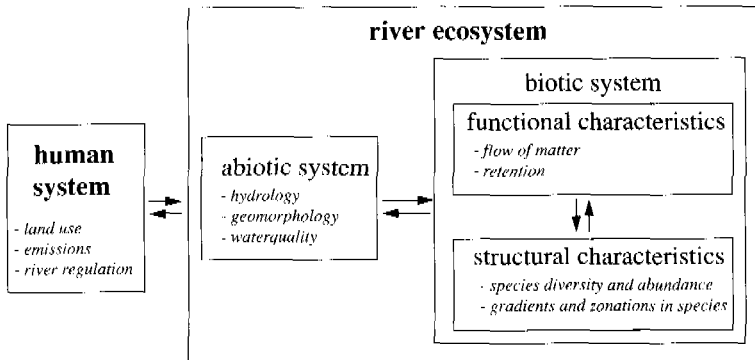 river ecosystem
human
system
- land use
- emissions
- river regulation
abiotic system
- hydrology
- geomorphology
- waterquality
biotic system
functional characteristics
- flow of matter
- retention
structural characteristics
- species diversity and abundance
- gradients and zonations in species